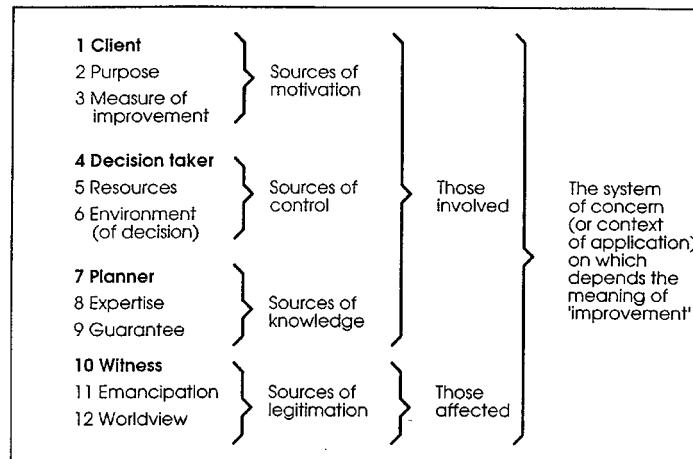 1 Client
2 Purpose
3 Measure of
improvement
Sources of
motivation
4 Decision taker
5 Resources
6 Environment
(of decision)
Sources of
control
7 Planner
8 Expertise
9 Guarantee
Sources of
knowledge
Those
involved
10 Witness
11 Emancipation
12 Worldview
Sources of
legitimation
Those
affected
The system
of concern
(or context
of application)
on which
depends the
meaning of
'improvement'